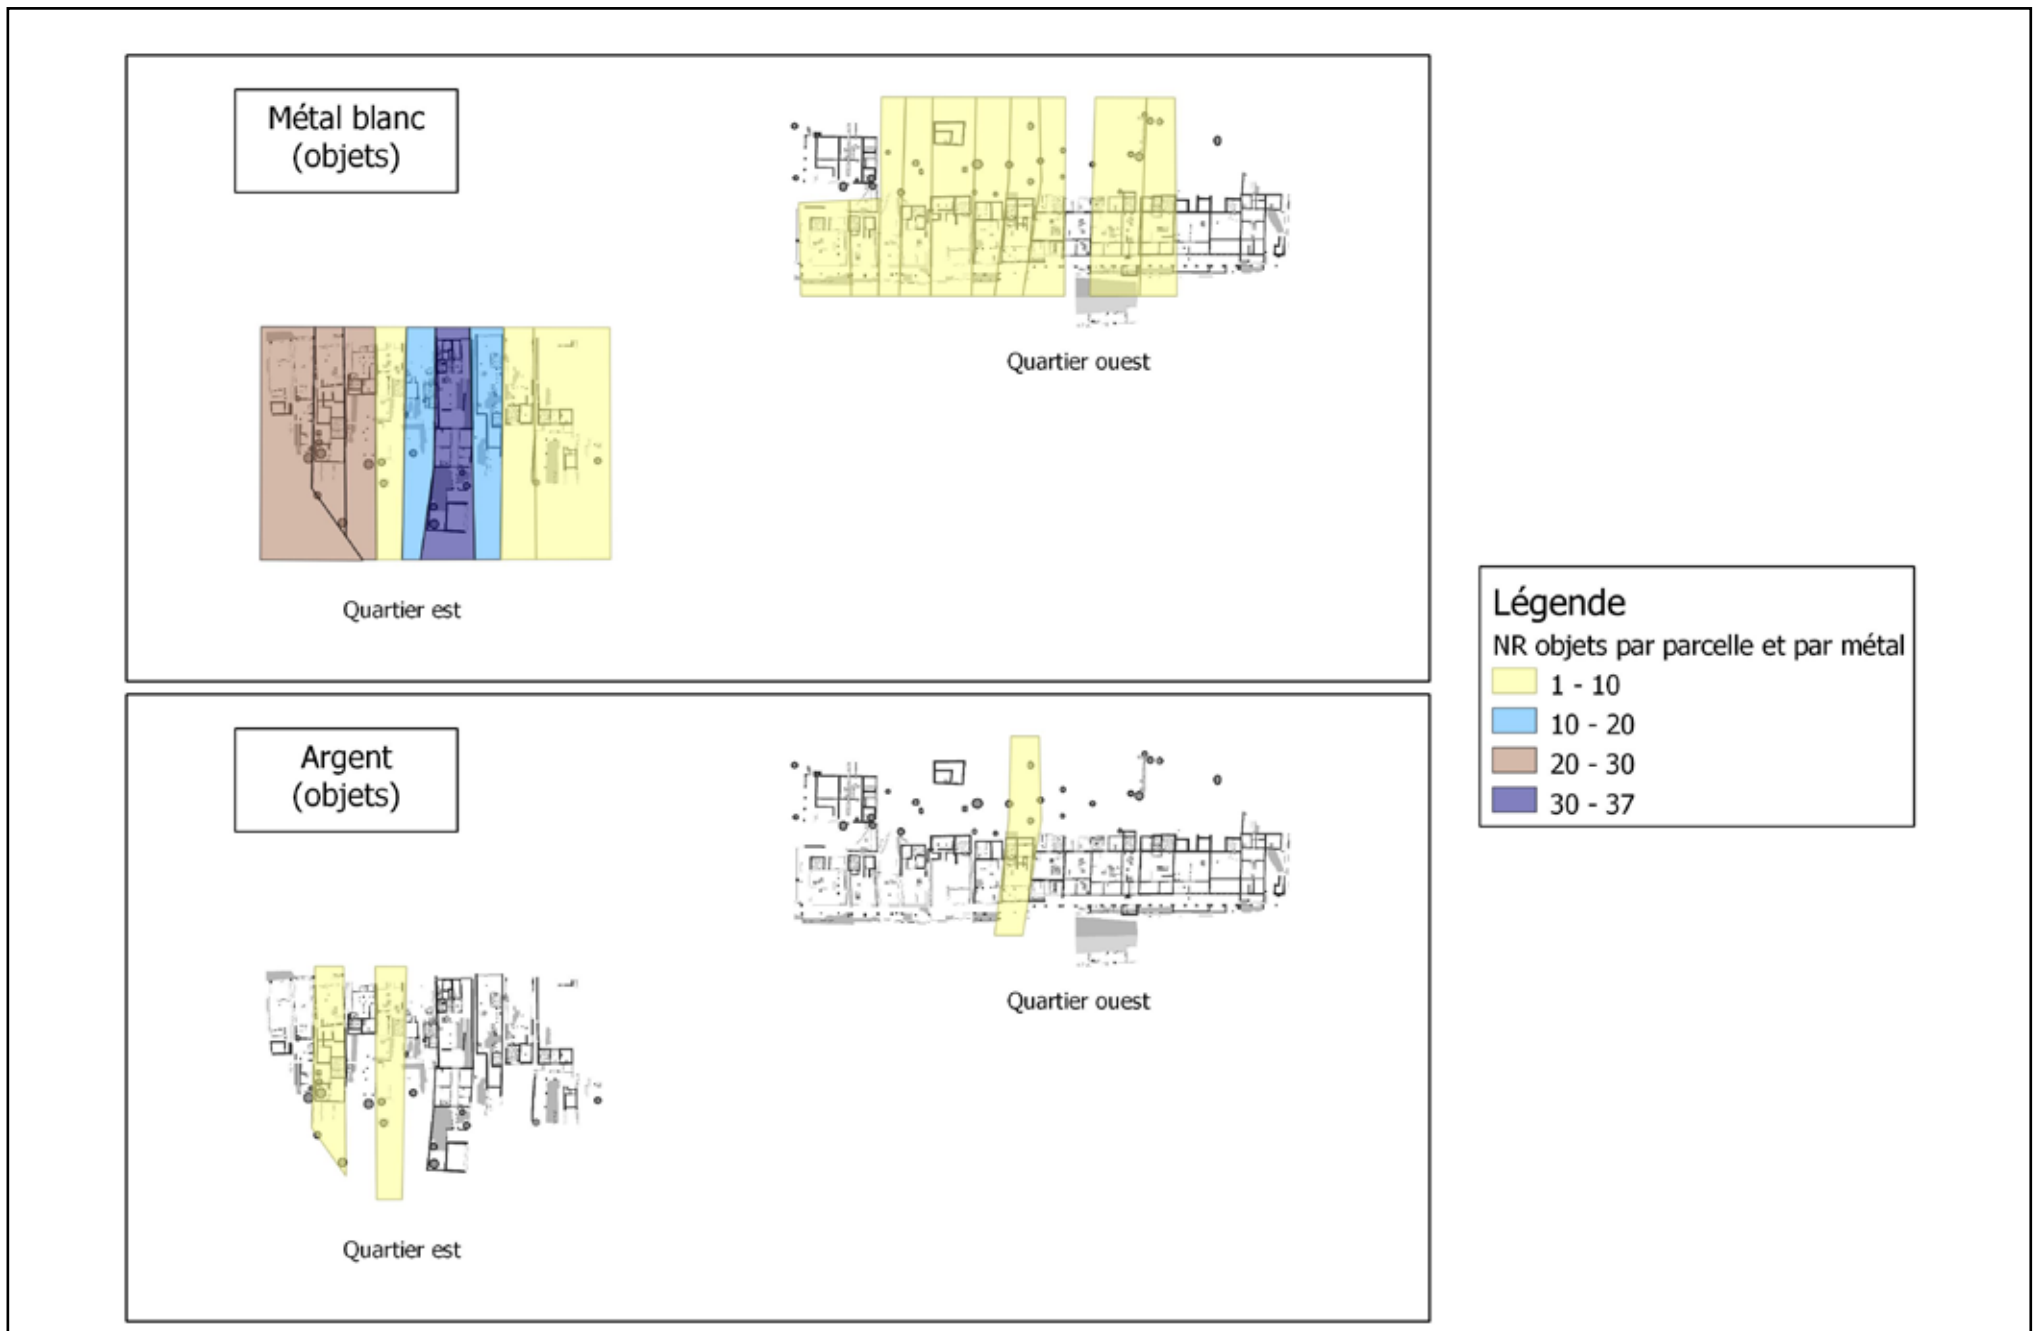 Métal blanc
(objets)
Quartier ouest
Quartier est
Légende
NR objets par parcelle et par métal
1 - 10
10 - 20
20 - 30
30 - 37
Argent
(objets)
Quartier ouest
Quartier est